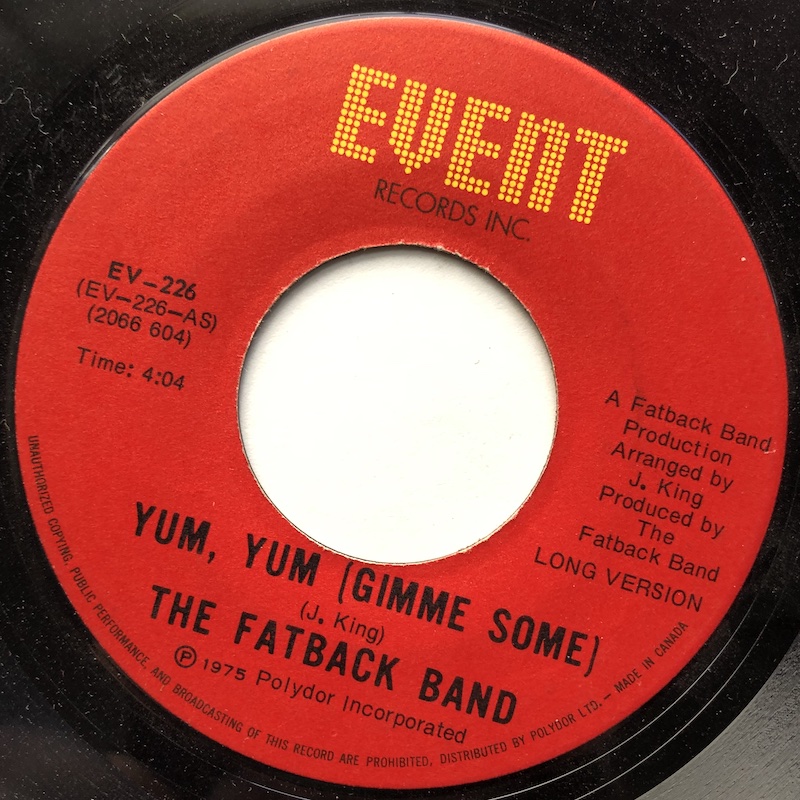 EVENT
RECORDS INC.
EV–226
(EV–226–AS)
(2066 604)
Time: 4:04
A Fatback Band
Production
Arranged by
J. King
Produced by
The
Fatback Band
LONG VERSION
YUM, YUM (GIMME SOME)
(J. King)
THE FATBACK BAND
Ⓟ 1975 Polydor Incorporated
UNAUTHORIZED COPYING, PUBLIC PERFORMANCE, AND BROADCASTING OF THIS RECORD ARE PROHIBITED, DISTRIBUTED BY POLYDOR LTD. – MADE IN CANADA